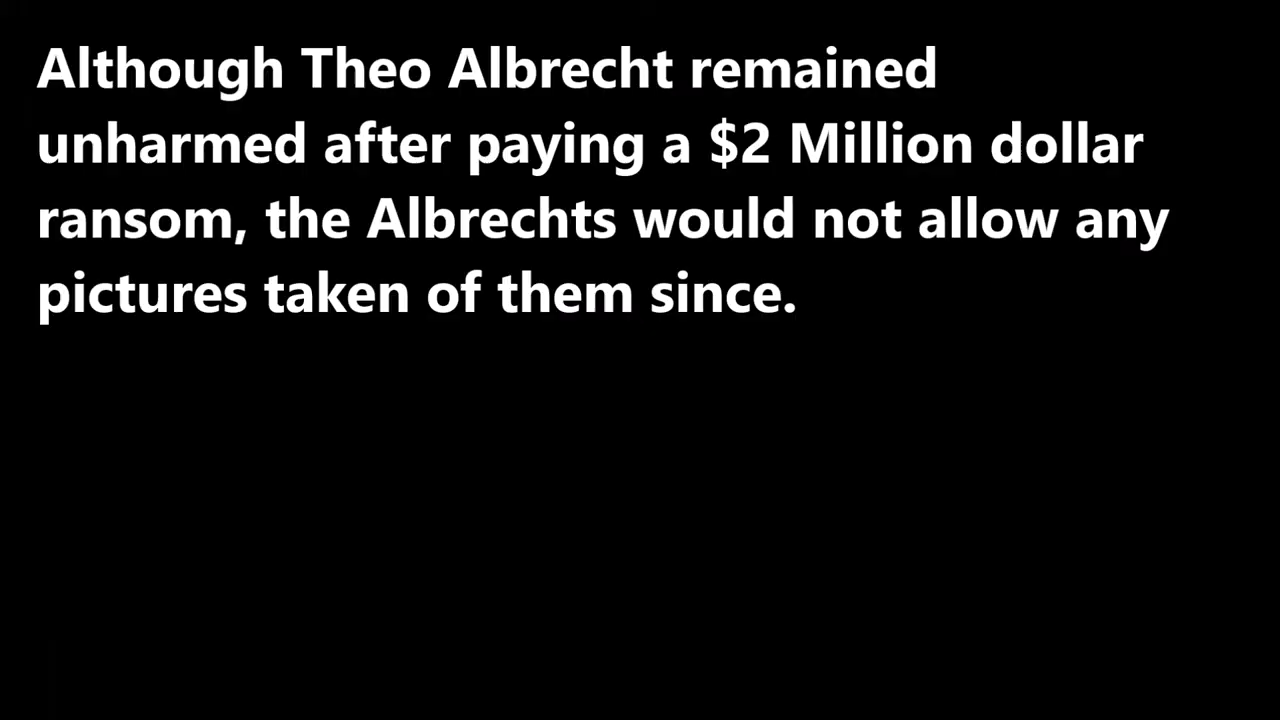 Although Theo Albrecht remained
unharmed after paying a $2 Million dollar
ransom, the Albrechts would not allow any
pictures taken of them since.